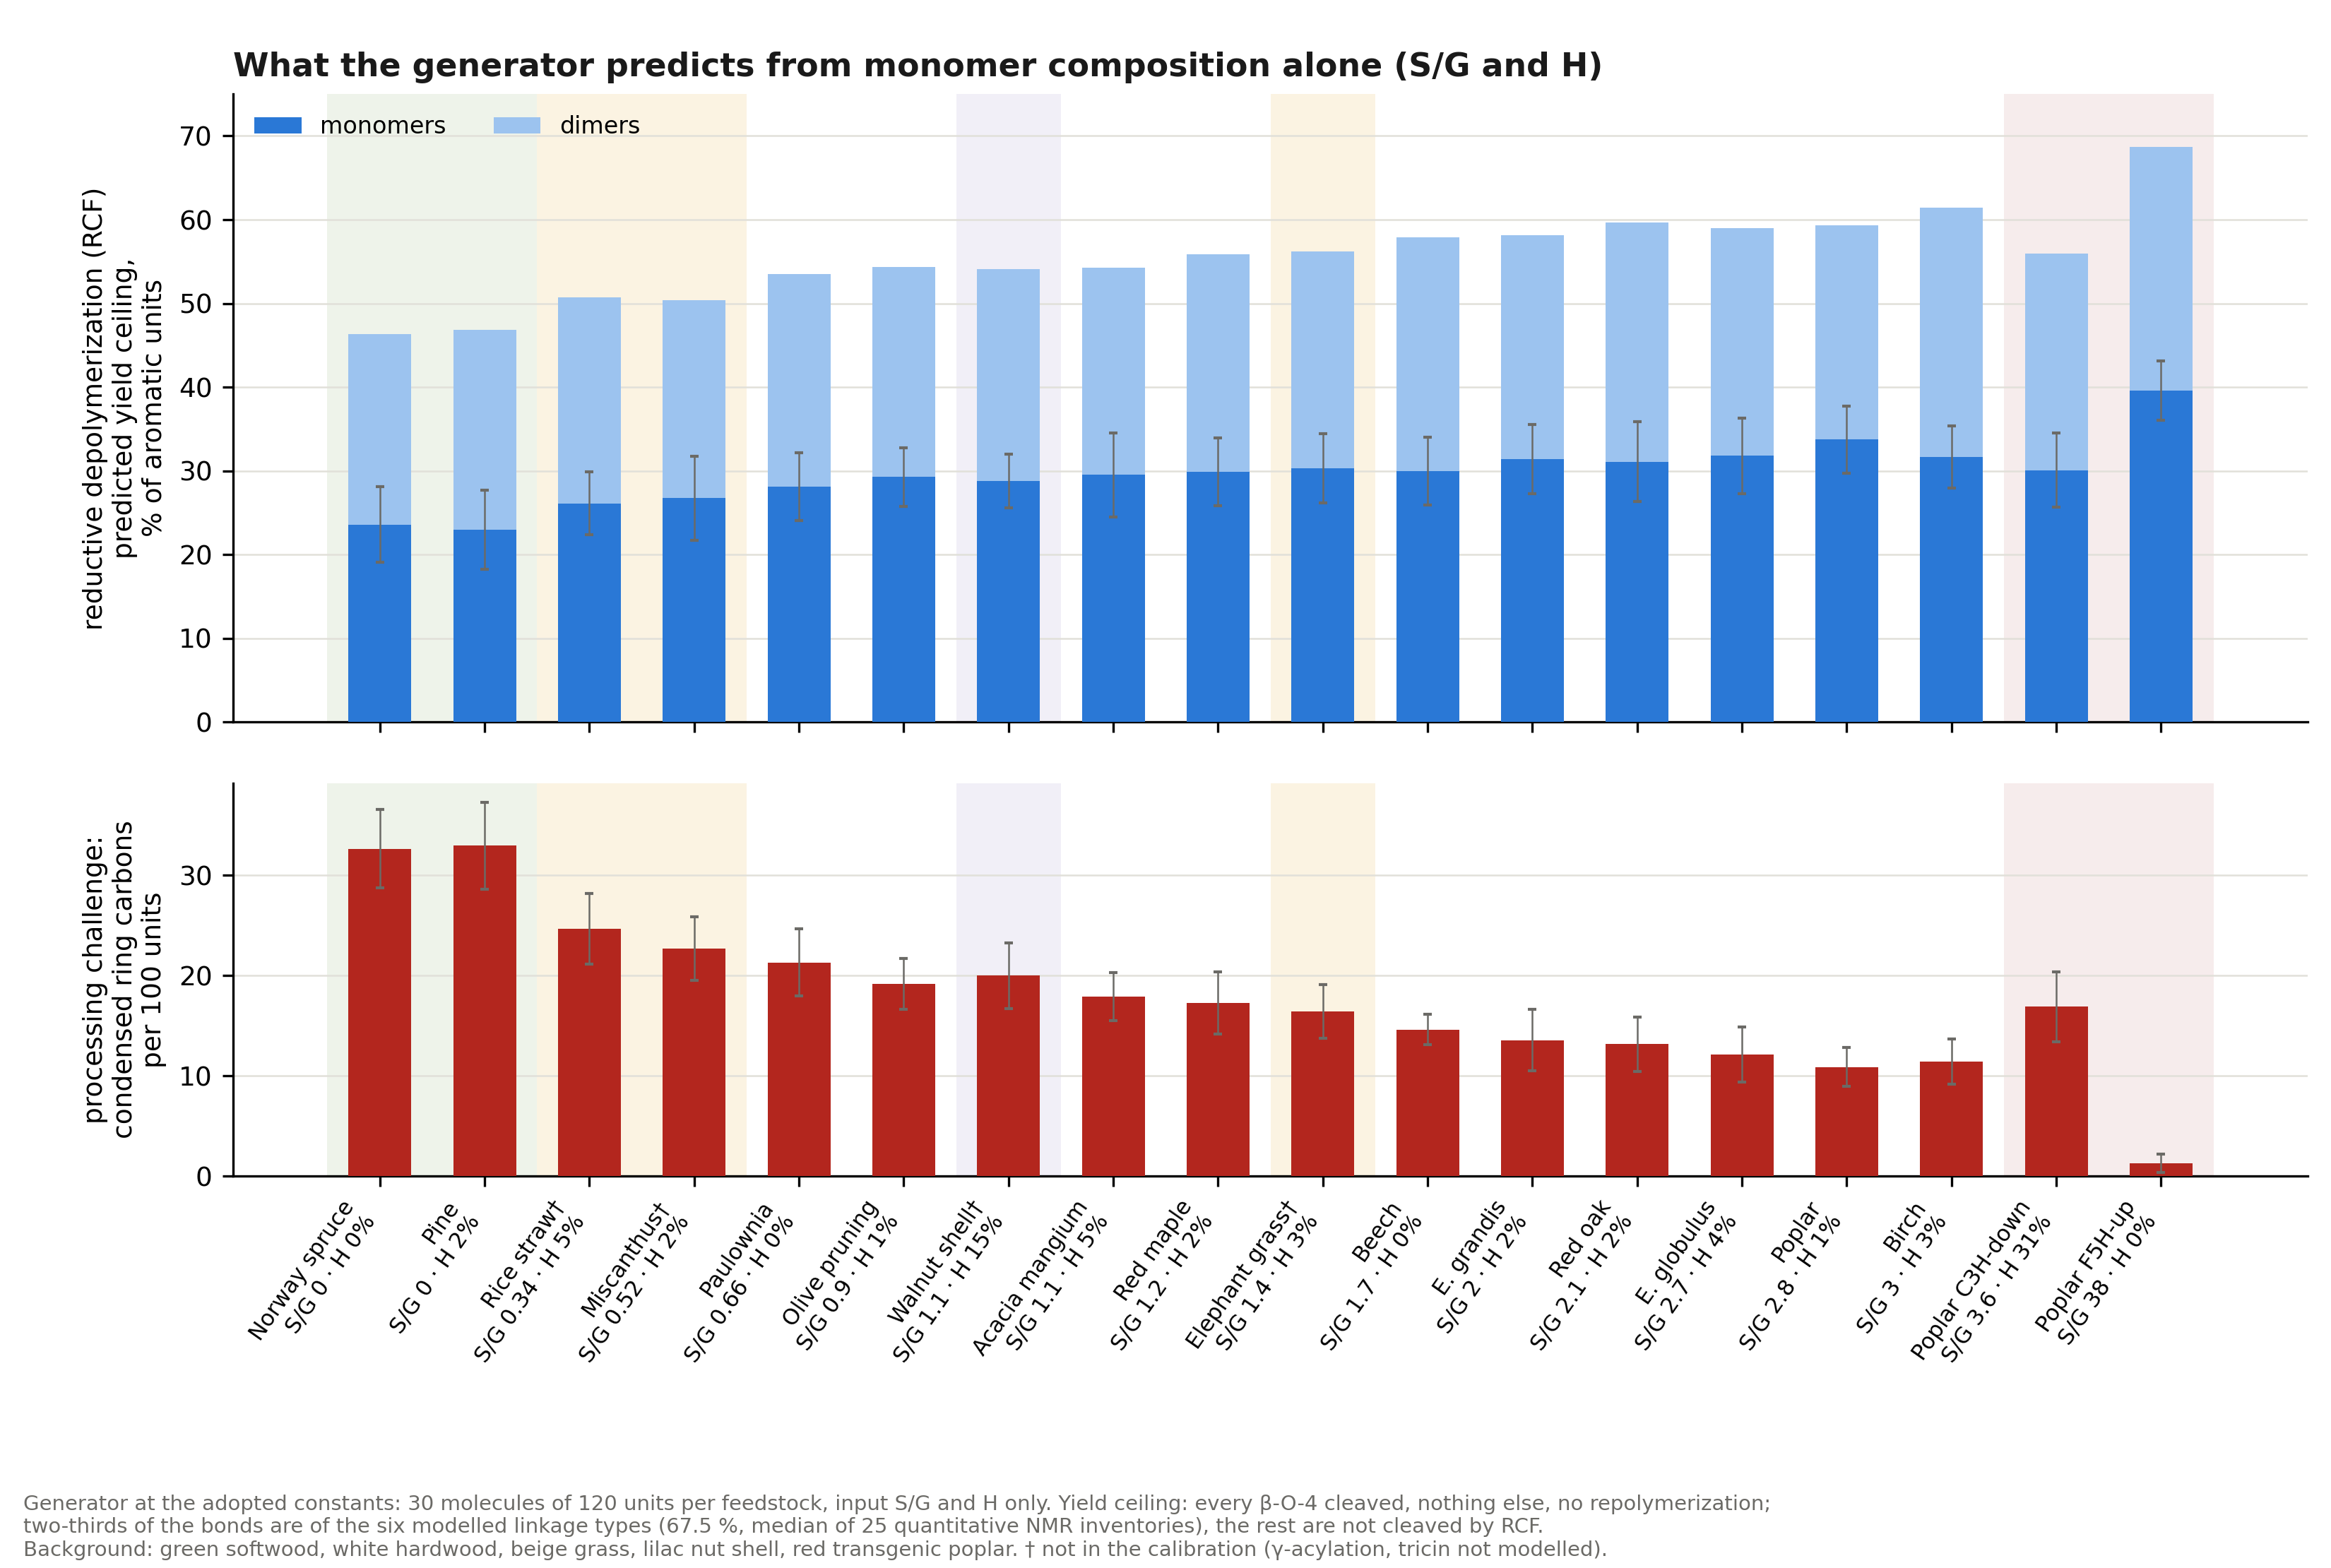 What the generator predicts from monomer composition alone (S/G and H)
monomers
dimers
reductive depolymerization (RCF)
predicted yield ceiling,
% of aromatic units
70
60
50
40
30
20
10
0
processing challenge:
condensed ring carbons
per 100 units
30
20
10
0
Norway spruce
S/G 0 · H 0%
Pine
S/G 0 · H 2%
Rice straw†
S/G 0.34 · H 5%
Miscanthus†
S/G 0.52 · H 2%
Paulownia
S/G 0.66 · H 0%
Olive pruning
S/G 0.9 · H 1%
Walnut shell†
S/G 1.1 · H 15%
Acacia mangium
S/G 1.1 · H 5%
Red maple
S/G 1.2 · H 2%
Elephant grass†
S/G 1.4 · H 3%
Beech
S/G 1.7 · H 0%
E. grandis
S/G 2 · H 2%
Red oak
S/G 2.1 · H 2%
E. globulus
S/G 2.7 · H 4%
Poplar
S/G 2.8 · H 1%
Birch
S/G 3 · H 3%
Poplar C3H-down
S/G 3.6 · H 31%
Poplar F5H-up
S/G 38 · H 0%
Generator at the adopted constants: 30 molecules of 120 units per feedstock, input S/G and H only. Yield ceiling: every β-O-4 cleaved, nothing else, no repolymerization;
two-thirds of the bonds are of the six modelled linkage types (67.5 %, median of 25 quantitative NMR inventories), the rest are not cleaved by RCF.
Background: green softwood, white hardwood, beige grass, lilac nut shell, red transgenic poplar. † not in the calibration (γ-acylation, tricin not modelled).